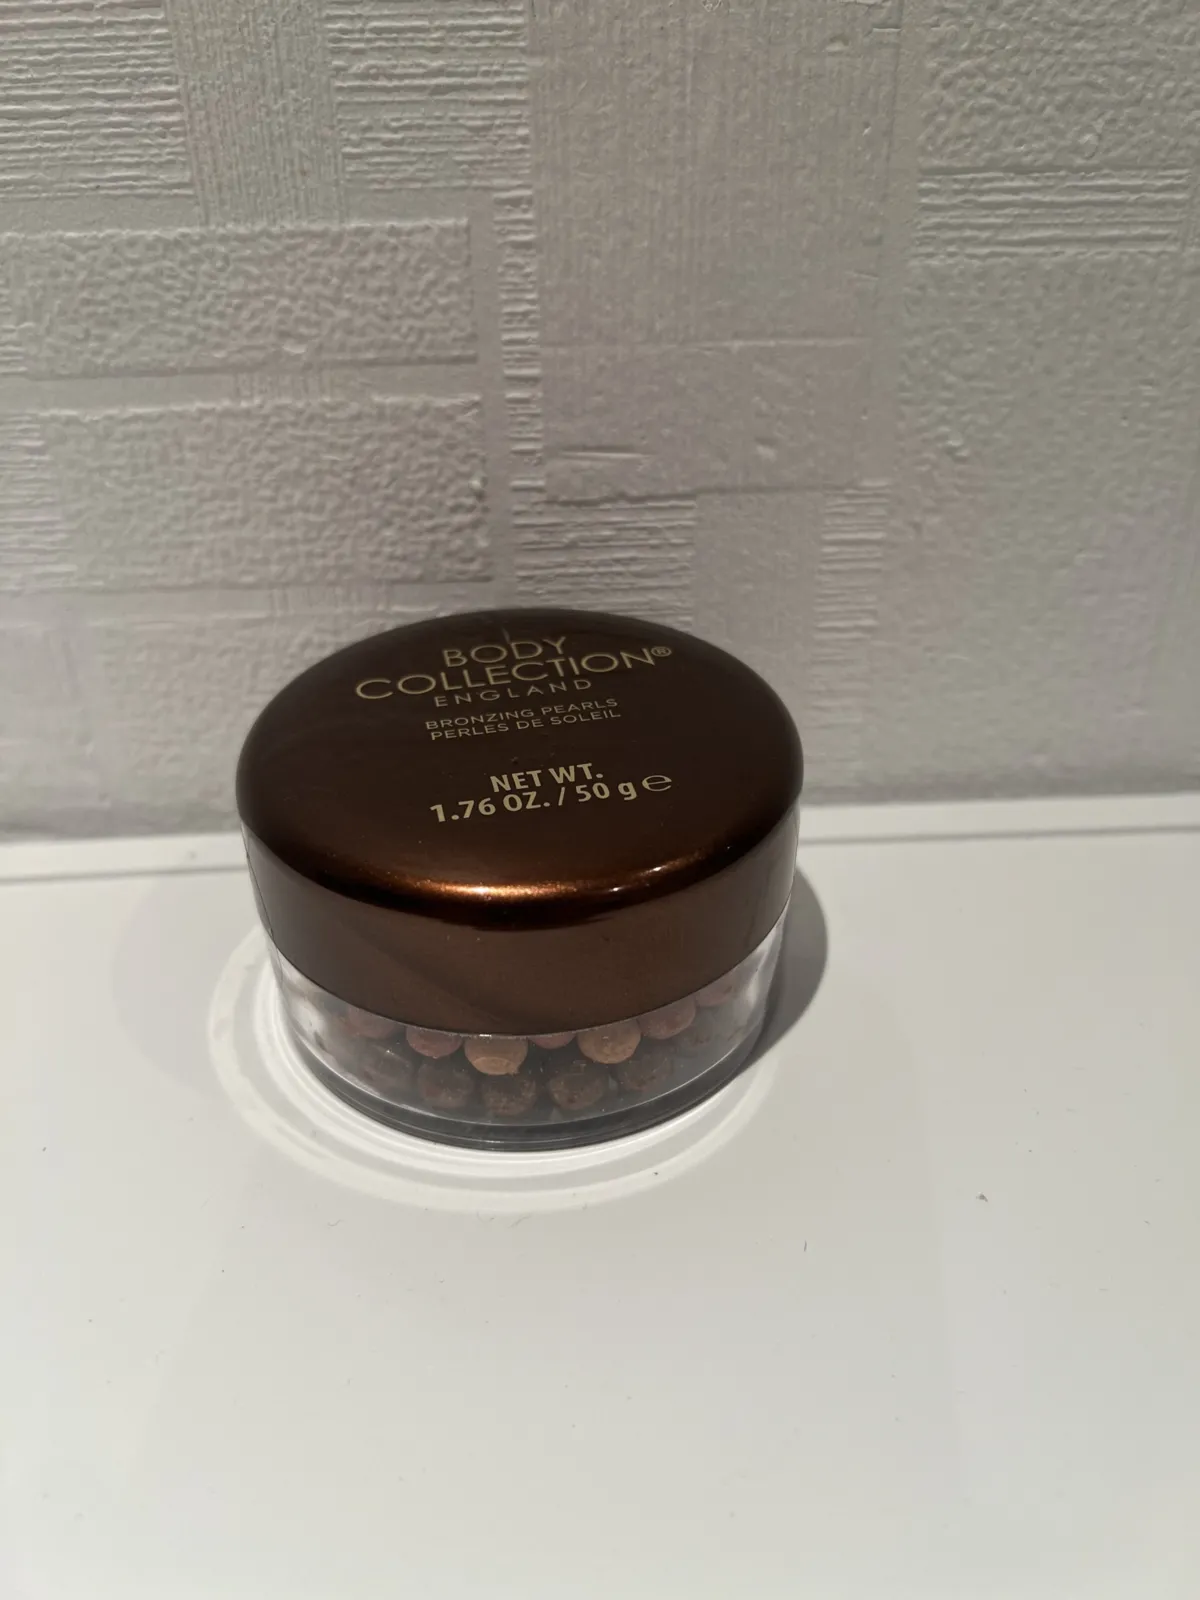 BODY
COLLECTION®
ENGLAND
BRONZING PEARLS
PERLES DE SOLEIL
NET WT.
1.76 OZ. / 50 g ℮